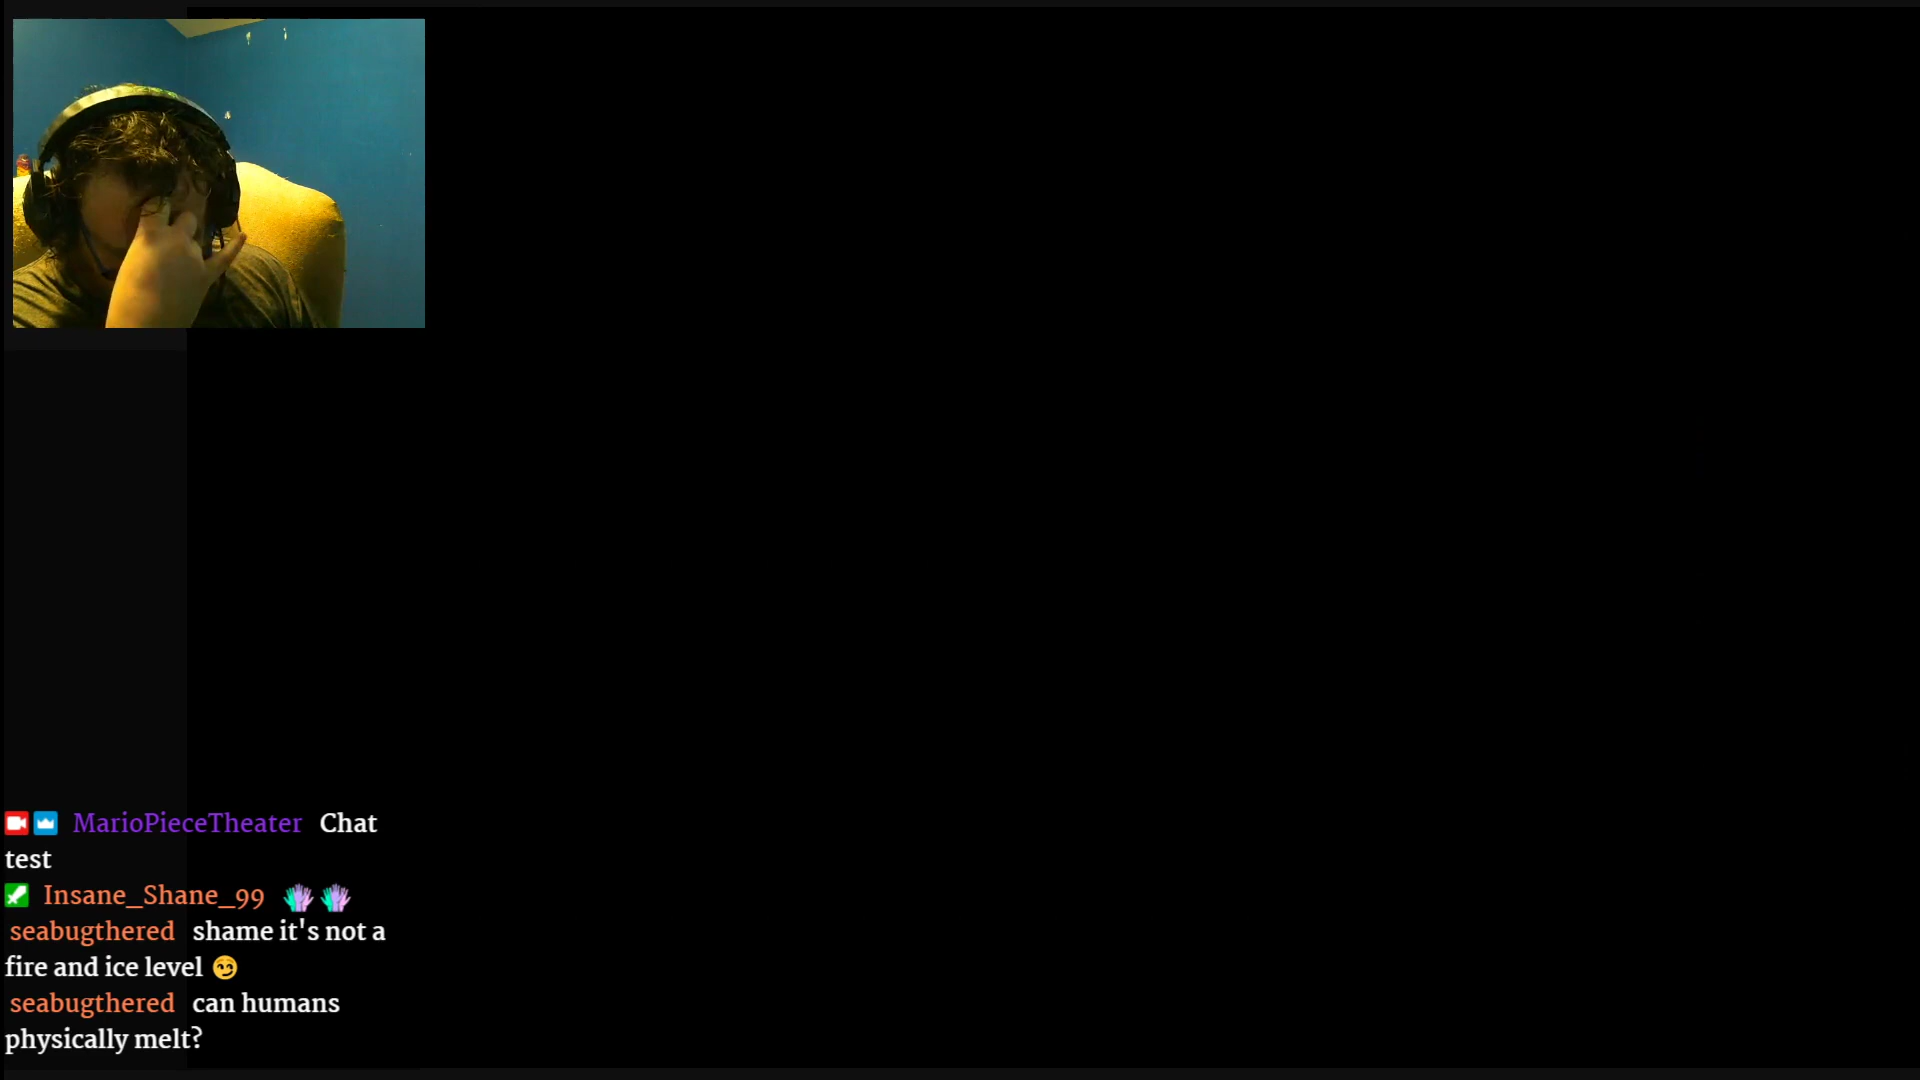 MarioPieceTheater Chat
test
Insane_Shane_99
seabugthered shame it's not a
fire and ice level
seabugthered can humans
physically melt?